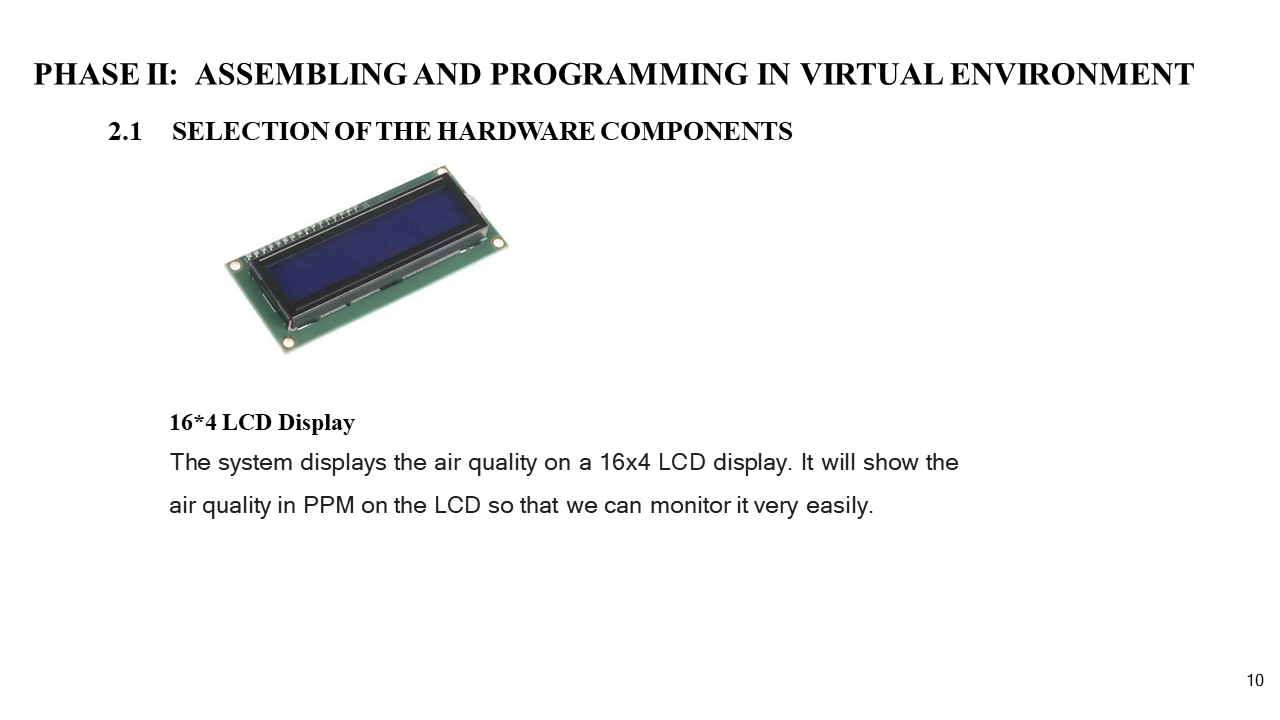 PHASE II: ASSEMBLING AND PROGRAMMING IN VIRTUAL ENVIRONMENT
2.1 SELECTION OF THE HARDWARE COMPONENTS
16*4 LCD Display
The system displays the air quality on a 16x4 LCD display. It will show the
air quality in PPM on the LCD so that we can monitor it very easily.
10